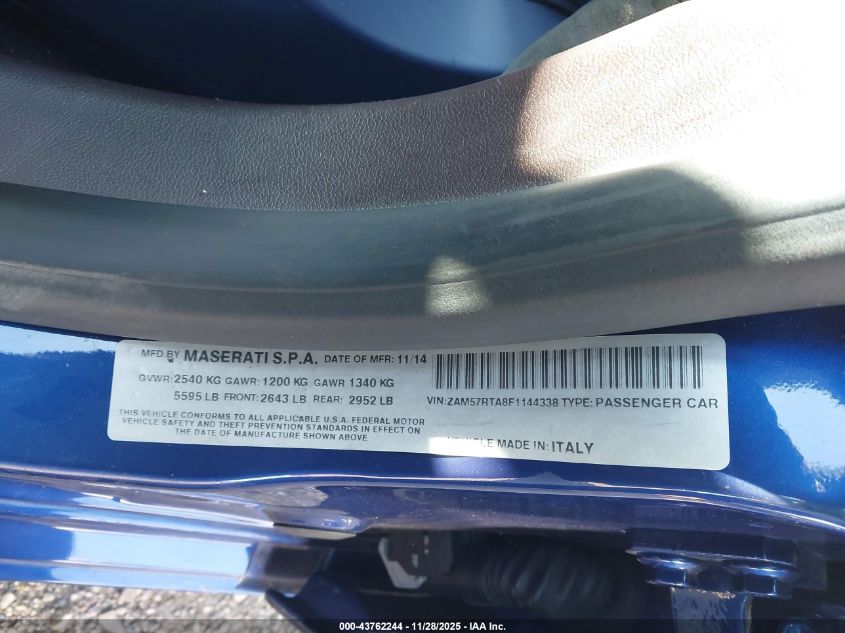 MFD BY MASERATI S.P.A. DATE OF MFR: 11/14
GVWR: 2540 KG GAWR: 1200 KG GAWR 1340 KG
5595 LB FRONT: 2643 LB REAR: 2952 LB
THIS VEHICLE CONFORMS TO ALL APPLICABLE U.S.A. FEDERAL MOTOR
VEHICLE SAFETY AND THEFT PREVENTION STANDARDS IN EFFECT ON
THE DATE OF MANUFACTURE SHOWN ABOVE
VIN: ZAM57RTA8F1144338 TYPE: PASSENGER CAR
VEHICLE MADE IN: ITALY
000-43762244 - 11/28/2025 - IAA Inc.